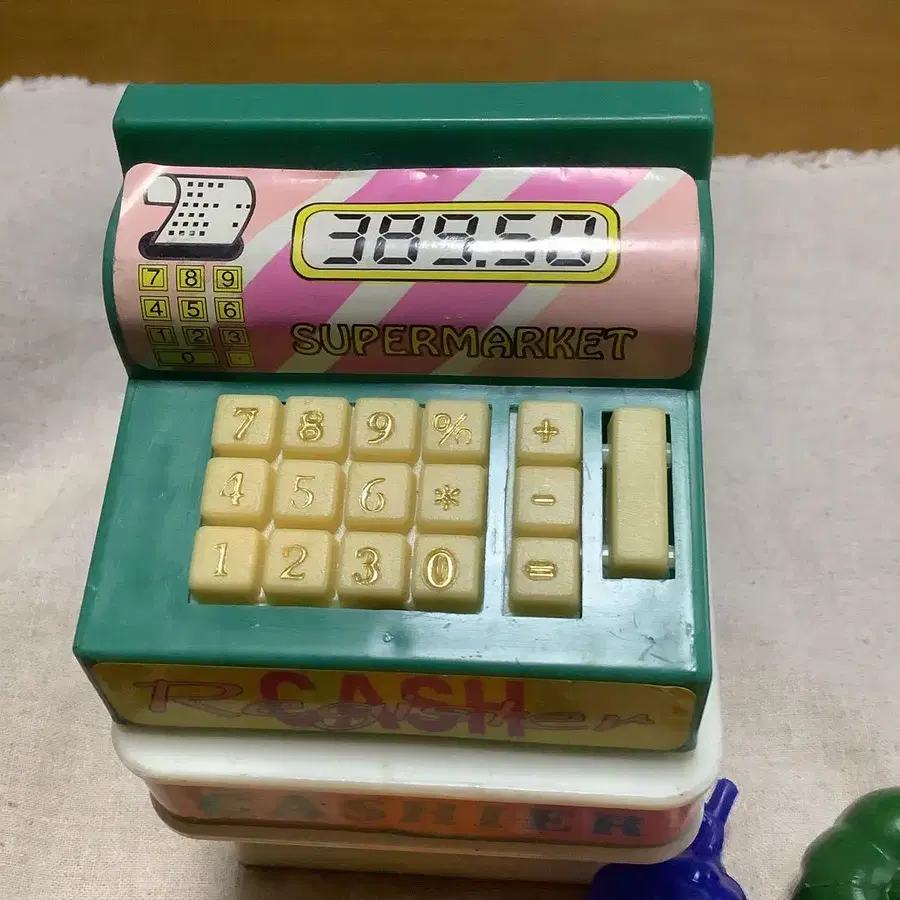 389.50
7 8 9
4 5 6
1 2 3
0 .
SUPERMARKET
7 8 9 % +
4 5 6 * -
1 2 3 0 =
CASH
Register
CASHIER